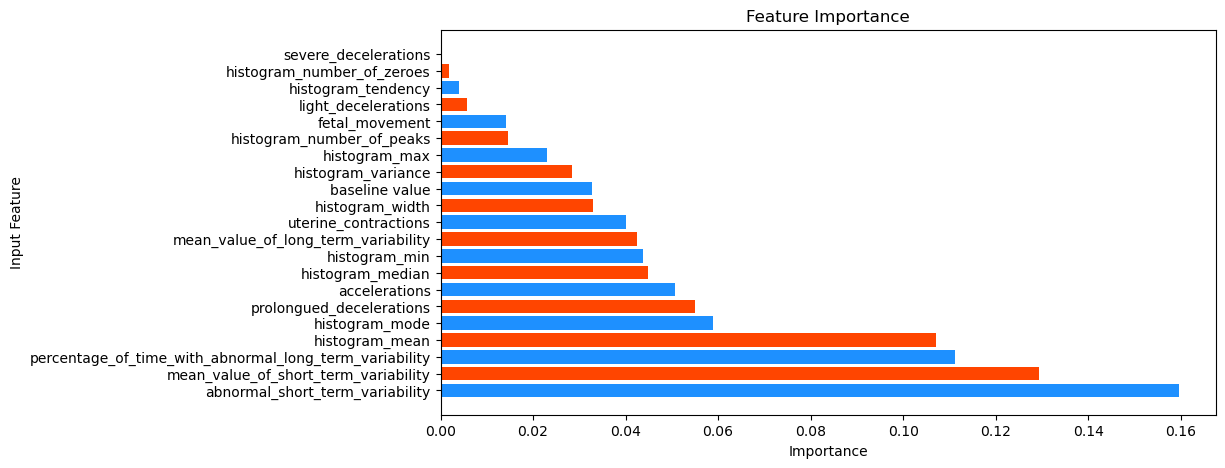 Feature Importance
severe_decelerations
histogram_number_of_zeroes
histogram_tendency
light_decelerations
fetal_movement
histogram_number_of_peaks
histogram_max
histogram_variance
baseline value
histogram_width
uterine_contractions
mean_value_of_long_term_variability
histogram_min
histogram_median
accelerations
prolongued_decelerations
histogram_mode
histogram_mean
percentage_of_time_with_abnormal_long_term_variability
mean_value_of_short_term_variability
abnormal_short_term_variability
Input Feature
0.00 0.02 0.04 0.06 0.08 0.10 0.12 0.14 0.16
Importance